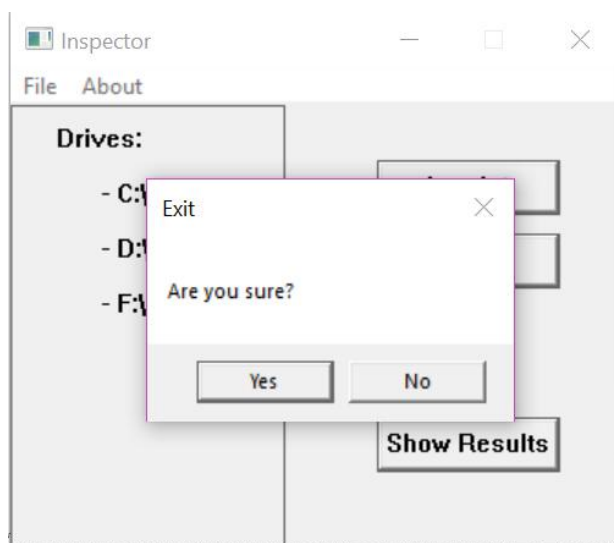 Inspector
File About
Drives:
- C:\
- D:\
- F:\
Exit
Are you sure?
Yes No
Show Results